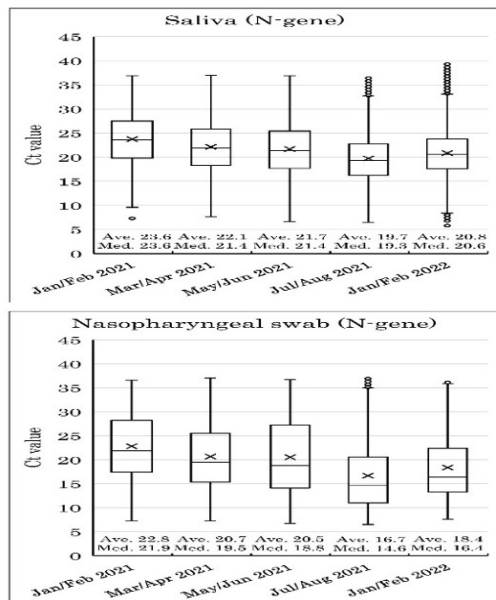 Saliva (N-gene)
45
40
35
30
25
20
15
10
5
0
Ct value
Ave. 23.6 Ave. 22.1 Ave. 21.7 Ave. 19.7 Ave. 20.8
Med. 23.6 Med. 21.4 Med. 21.4 Med. 19.3 Med. 20.6
Jan/Feb 2021 Mar/Apr 2021 May/Jun 2021 Jul/Aug 2021 Jan/Feb 2022
Nasopharyngeal swab (N-gene)
45
40
35
30
25
20
15
10
5
0
Ct value
Ave. 22.8 Ave. 20.7 Ave. 20.5 Ave. 16.7 Ave. 18.4
Med. 21.9 Med. 19.5 Med. 18.8 Med. 14.6 Med. 16.4
Jan/Feb 2021 Mar/Apr 2021 May/Jun 2021 Jul/Aug 2021 Jan/Feb 2022